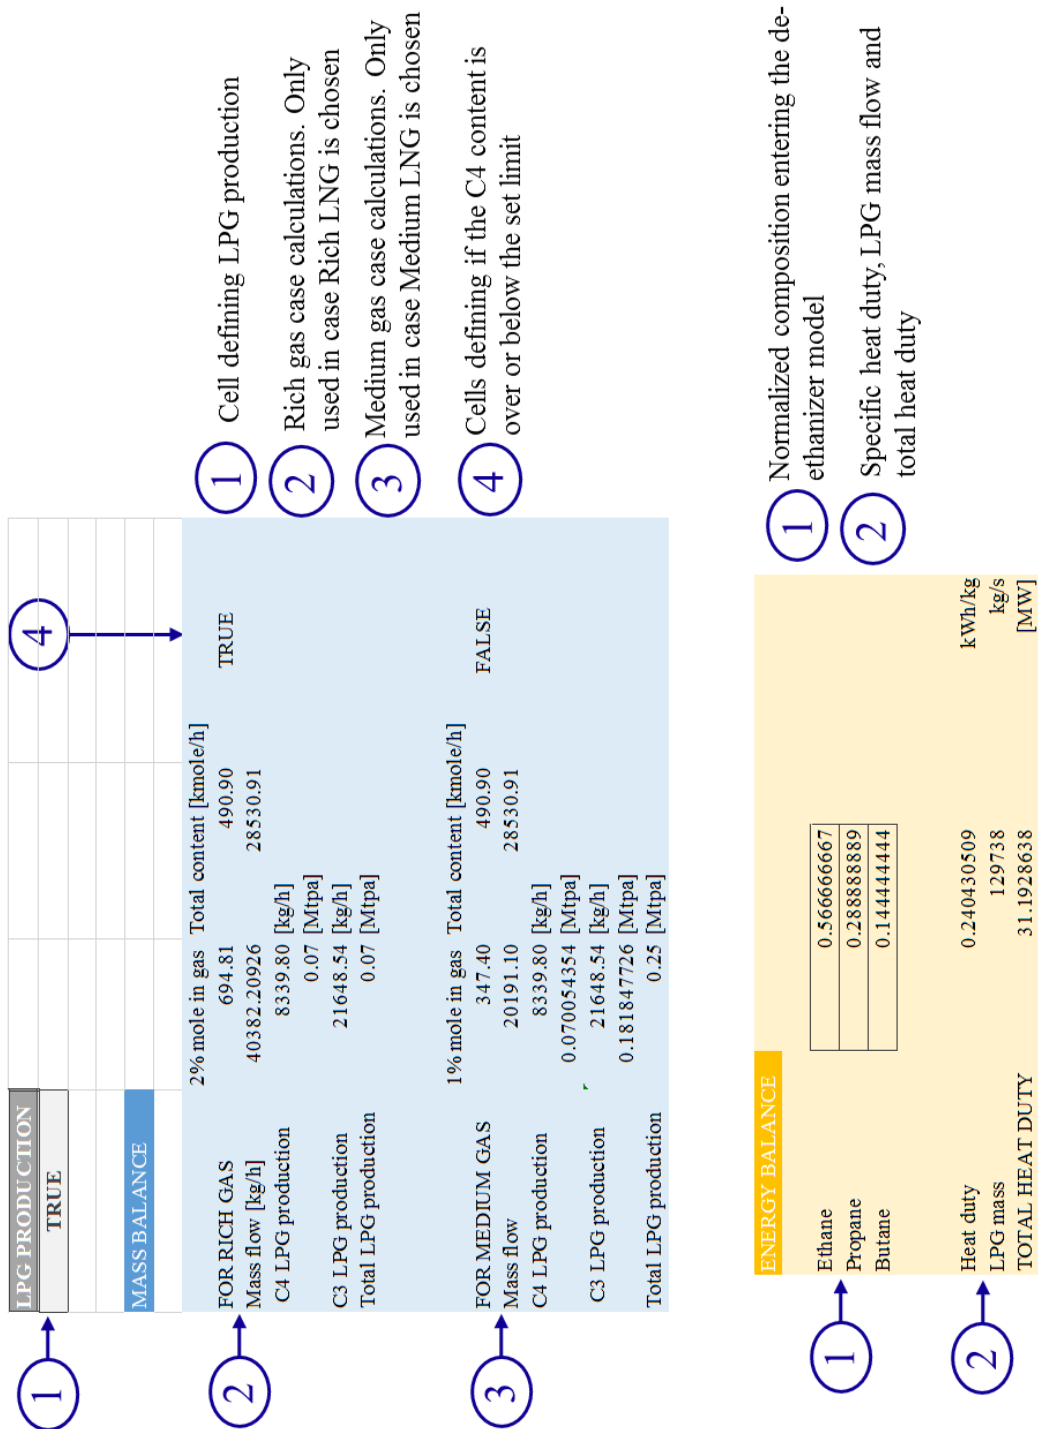 LPG PRODUCTION
1 TRUE
4
MASS BALANCE
2% mole in gas Total content [kmole/h]
2 FOR RICH GAS 694.81 490.90 TRUE
Mass flow [kg/h] 40382.20926 28530.91
C4 LPG production 8339.80 [kg/h]
0.07 [Mtpa]
C3 LPG production 21648.54 [kg/h]
Total LPG production 0.07 [Mtpa]
1% mole in gas Total content [kmole/h]
3 FOR MEDIUM GAS 347.40 490.90 FALSE
Mass flow 20191.10 28530.91
C4 LPG production 8339.80 [kg/h]
0.070054354 [Mtpa]
C3 LPG production 21648.54 [kg/h]
0.181847726 [Mtpa]
Total LPG production 0.25 [Mtpa]
1 Cell defining LPG production
2 Rich gas case calculations. Only
used in case Rich LNG is chosen
3 Medium gas case calculations. Only
used in case Medium LNG is chosen
4 Cells defining if the C4 content is
over or below the set limit
ENERGY BALANCE
1 Ethane 0.566666667
Propane 0.288888889
Butane 0.144444444
2 Heat duty 0.240430509 kWh/kg
LPG mass 129738 kg/s
TOTAL HEAT DUTY 31.1928638 [MW]
1 Normalized composition entering the de-
ethanizer model
2 Specific heat duty, LPG mass flow and
total heat duty